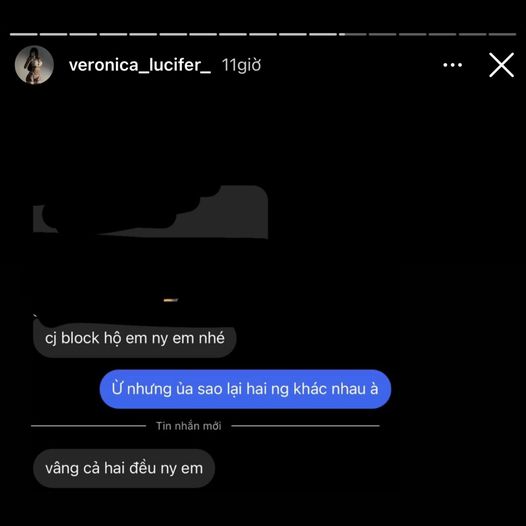 veronica_lucifer_ 11giờ
cj block hộ em ny em nhé
Ừ nhưng ủa sao lại hai ng khác nhau à
Tin nhắn mới
vâng cả hai đều ny em